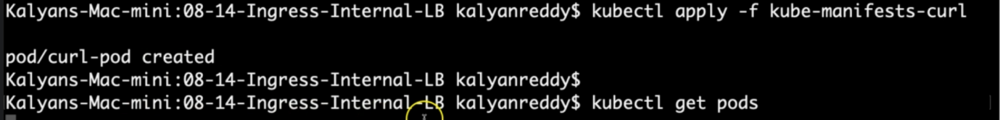 Kalyans-Mac-mini:08-14-Ingress-Internal-LB kalyanreddy$ kubectl apply -f kube-manifests-curl
pod/curl-pod created
Kalyans-Mac-mini:08-14-Ingress-Internal-LB kalyanreddy$
Kalyans-Mac-mini:08-14-Ingress-Internal-LB kalyanreddy$ kubectl get pods